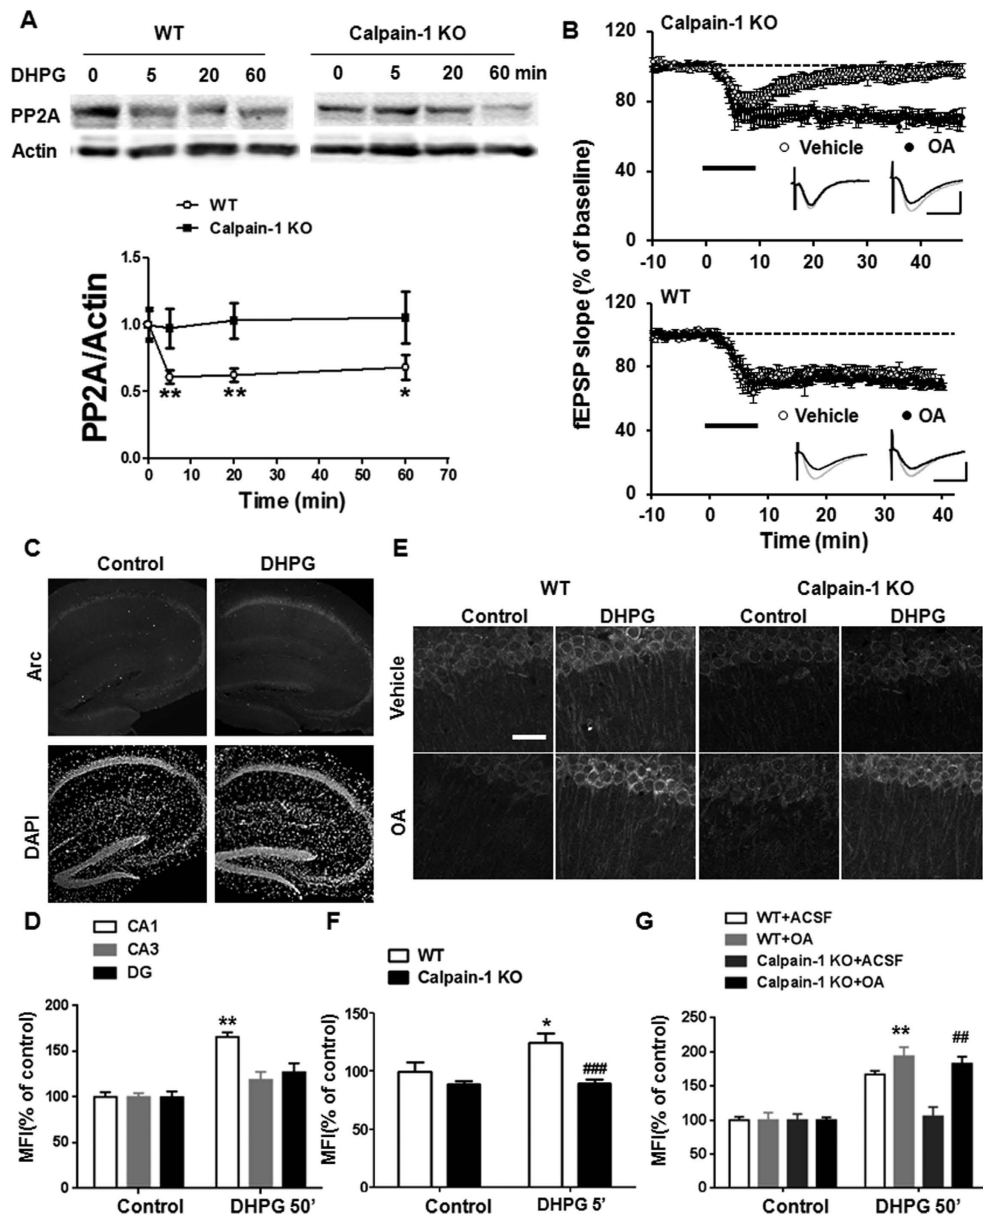 A
WT
Calpain-1 KO
DHPG 0 5 20 60 0 5 20 60 min
PP2A
Actin
WT
Calpain-1 KO
PP2A/Actin
1.5
1.0
0.5
0.0
** ** *
0 10 20 30 40 50 60 70
Time (min)
B
Calpain-1 KO
fEPSP slope (% of baseline)
120
80
40
0
Vehicle OA
-10 0 10 20 30 40
WT
120
100
80
60
40
20
0
Vehicle OA
-10 0 10 20 30 40
Time (min)
C
Control DHPG
Arc
DAPI
E
WT Calpain-1 KO
Control DHPG Control DHPG
Vehicle
OA
D
CA1
CA3
DG
MFI(% of control)
200
150
100
50
0
**
Control DHPG 50'
F
WT
Calpain-1 KO
MFI(% of control)
150
100
50
0
*
###
Control DHPG 5'
G
WT+ACSF
WT+OA
Calpain-1 KO+ACSF
Calpain-1 KO+OA
MFI(% of control)
250
200
150
100
50
0
** ##
Control DHPG 50'